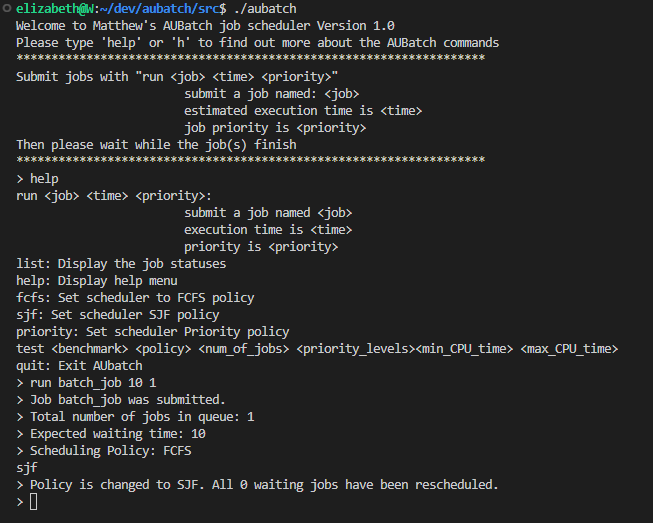 elizabeth@W:~/dev/aubatch/src$ ./aubatch
Welcome to Matthew's AUBatch job scheduler Version 1.0
Please type 'help' or 'h' to find out more about the AUBatch commands
*******************************************************************
Submit jobs with "run <job> <time> <priority>"
submit a job named: <job>
estimated execution time is <time>
job priority is <priority>
Then please wait while the job(s) finish
*******************************************************************
> help
run <job> <time> <priority>:
submit a job named <job>
execution time is <time>
priority is <priority>
list: Display the job statuses
help: Display help menu
fcfs: Set scheduler to FCFS policy
sjf: Set scheduler SJF policy
priority: Set scheduler Priority policy
test <benchmark> <policy> <num_of_jobs> <priority_levels><min_CPU_time> <max_CPU_time>
quit: Exit AUbatch
> run batch_job 10 1
> Job batch_job was submitted.
> Total number of jobs in queue: 1
> Expected waiting time: 10
> Scheduling Policy: FCFS
sjf
> Policy is changed to SJF. All 0 waiting jobs have been rescheduled.
>